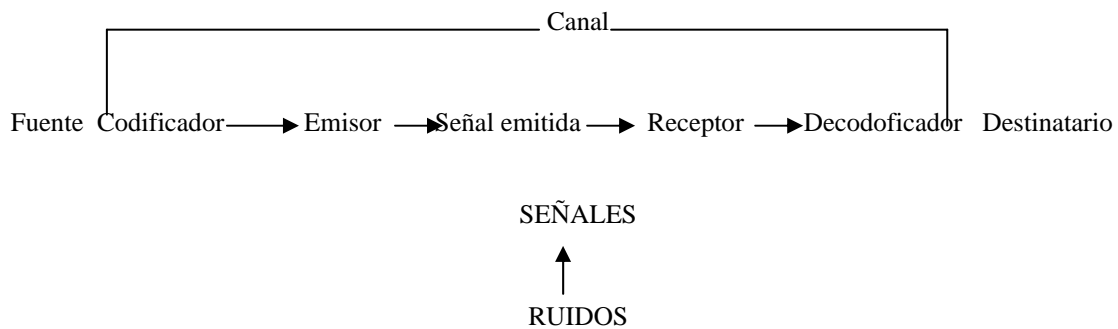 Canal
Fuente Codificador Emisor Señal emitida Receptor Decodoficador Destinatario
SEÑALES
RUIDOS